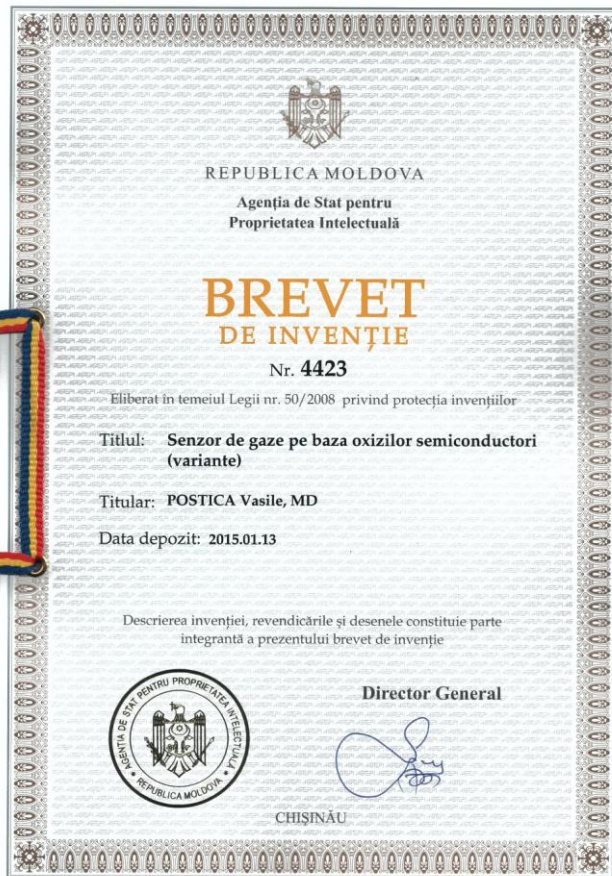 REPUBLICA MOLDOVA
Agenția de Stat pentru
Proprietatea Intelectuală
BREVET
DE INVENȚIE
Nr. 4423
Eliberat în temeiul Legii nr. 50/2008 privind protecția invențiilor
Titlul: Senzor de gaze pe baza oxizilor semiconductori
(variante)
Titular: POSTICA Vasile, MD
Data depozit: 2015.01.13
Descrierea invenției, revendicările și desenele constituie parte
integrantă a prezentului brevet de invenție
Director General
AGENȚIA DE STAT PENTRU PROPRIETATEA INTELECTUALĂ
REPUBLICA MOLDOVA
CHIȘINĂU